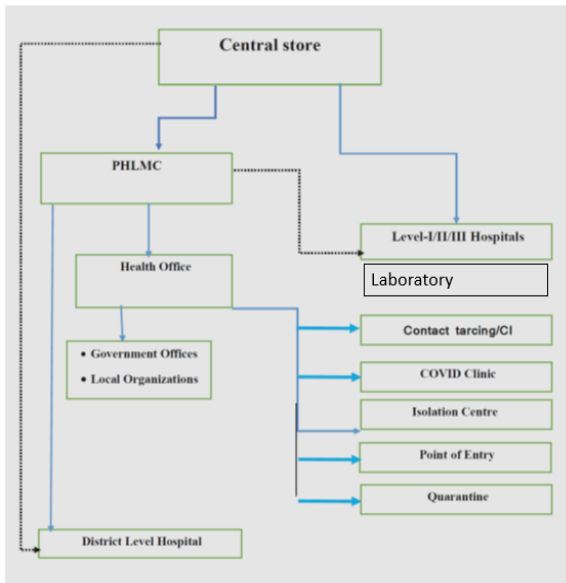 Central store
PHLMC
Level-I/II/III Hospitals
Laboratory
Health Office
Contact tarcing/CI
• Government Offices
• Local Organizations
COVID Clinic
Isolation Centre
Point of Entry
Quarantine
District Level Hospital